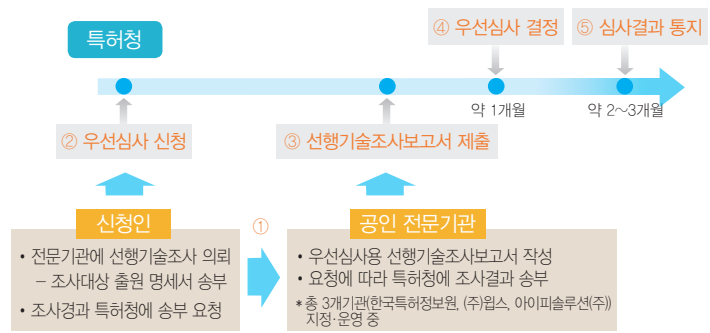 특허청
④ 우선심사 결정
⑤ 심사결과 통지
약 1개월
약 2~3개월
② 우선심사 신청
③ 선행기술조사보고서 제출
신청인
①
공인 전문기관
• 전문기관에 선행기술조사 의뢰
– 조사대상 출원 명세서 송부
• 조사경과 특허청에 송부 요청
• 우선심사용 선행기술조사보고서 작성
• 요청에 따라 특허청에 조사결과 송부
* 총 3개기관(한국특허정보원, (주)윕스, 아이피솔루션(주))
지정·운영 중